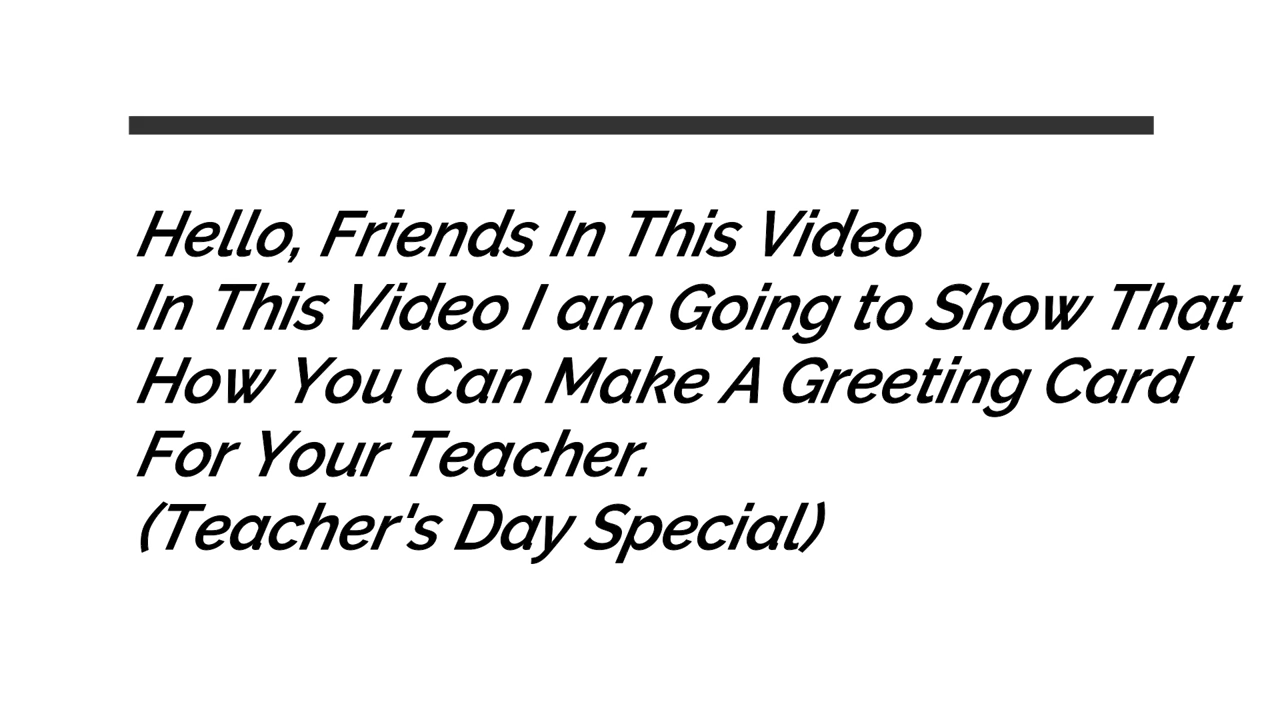 Hello, Friends In This Video
In This Video I am Going to Show That
How You Can Make A Greeting Card
For Your Teacher.
(Teacher's Day Special)